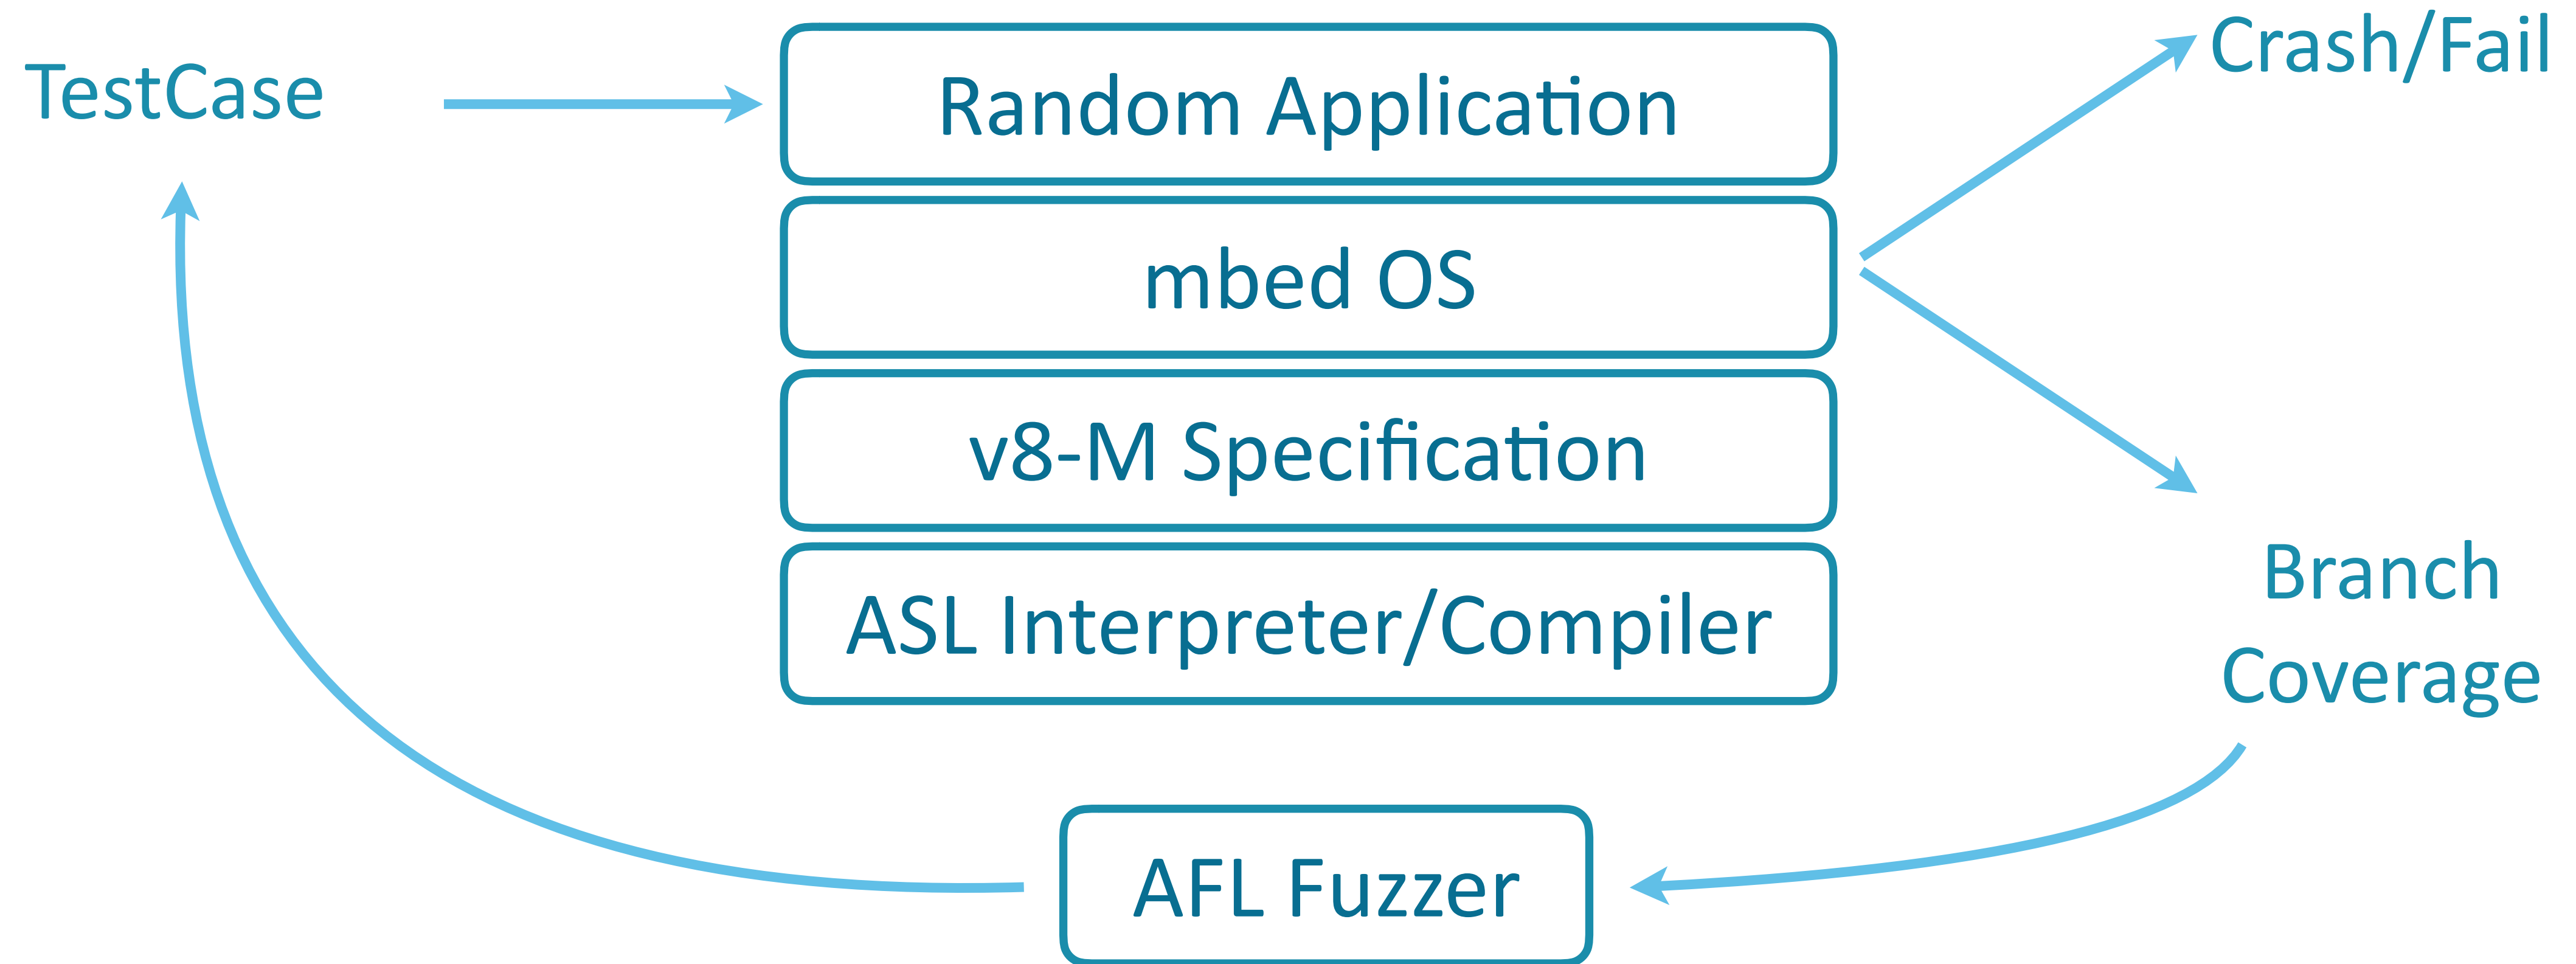 TestCase
Random Application
mbed OS
v8-M Specification
ASL Interpreter/Compiler
Crash/Fail
Branch
Coverage
AFL Fuzzer